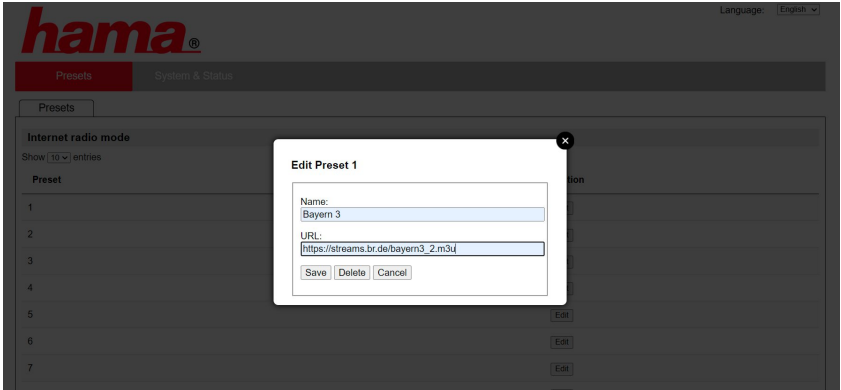 Language: English
hama®
Presets System & Status
Presets
Internet radio mode
Show 10 entries
Preset
1
2
3
4
5 Edit
6 Edit
7 Edit
Edit Preset 1
Name:
Bayern 3
URL:
https://streams.br.de/bayern3_2.m3u
Save Delete Cancel